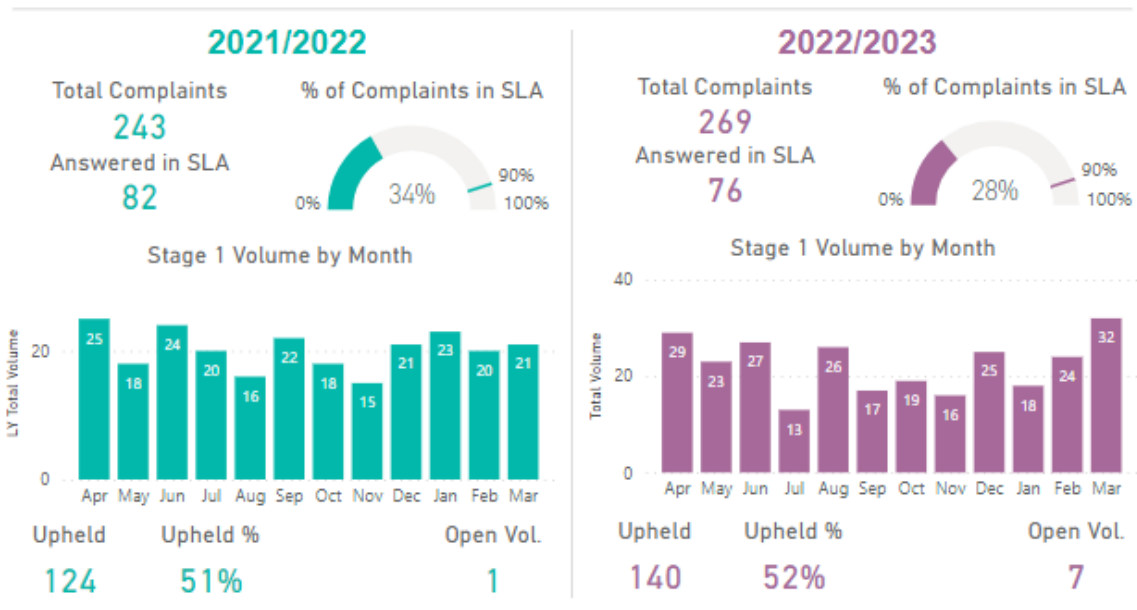 2021/2022
Total Complaints
243
Answered in SLA
82
% of Complaints in SLA
0%
34%
90%
100%
Stage 1 Volume by Month
LY Total Volume
20
0
25 18 24 20 16 22 18 15 21 23 20 21
Apr May Jun Jul Aug Sep Oct Nov Dec Jan Feb Mar
Upheld Upheld % Open Vol.
124 51% 1
2022/2023
Total Complaints
269
Answered in SLA
76
% of Complaints in SLA
0%
28%
90%
100%
Stage 1 Volume by Month
Total Volume
40
20
0
29 23 27 13 26 17 19 16 25 18 24 32
Apr May Jun Jul Aug Sep Oct Nov Dec Jan Feb Mar
Upheld Upheld % Open Vol.
140 52% 7